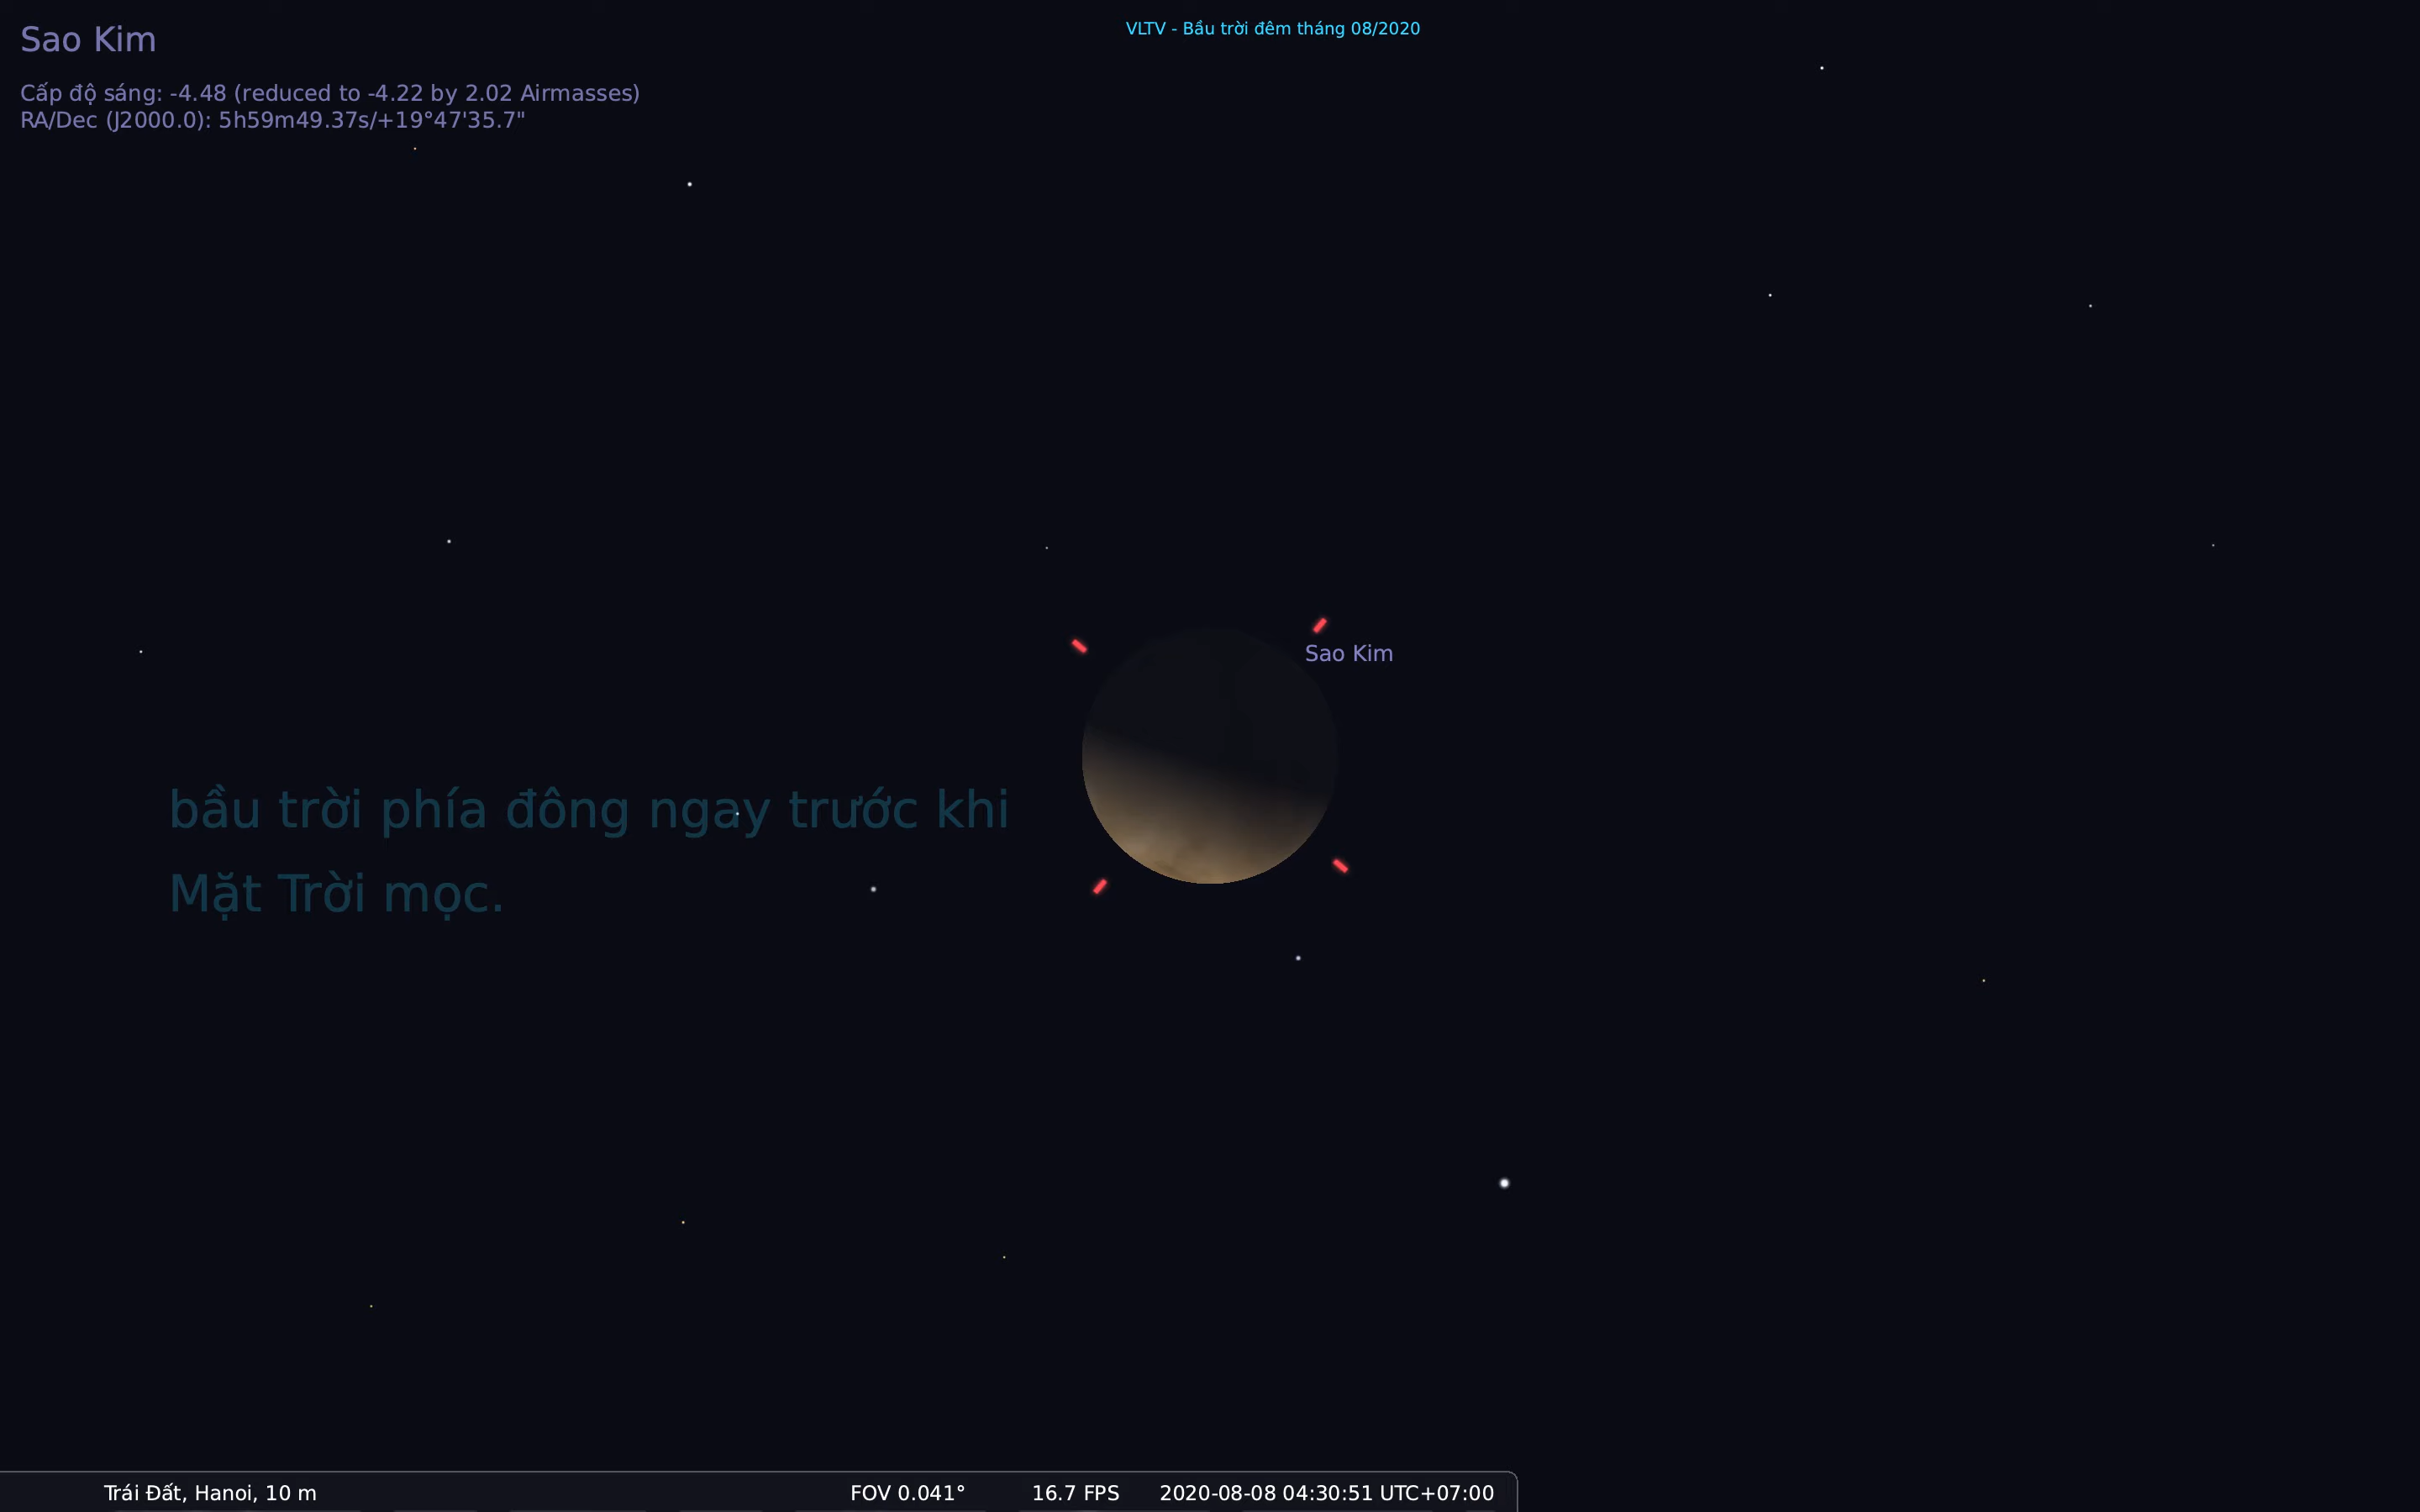 Sao Kim
VLTV - Bầu trời đêm tháng 08/2020
Cấp độ sáng: -4.48 (reduced to -4.22 by 2.02 Airmasses)
RA/Dec (J2000.0): 5h59m49.37s/+19°47'35.7"
Sao Kim
bầu trời phía đông ngay trước khi
Mặt Trời mọc.
Trái Đất, Hanoi, 10 m FOV 0.041° 16.7 FPS 2020-08-08 04:30:51 UTC+07:00